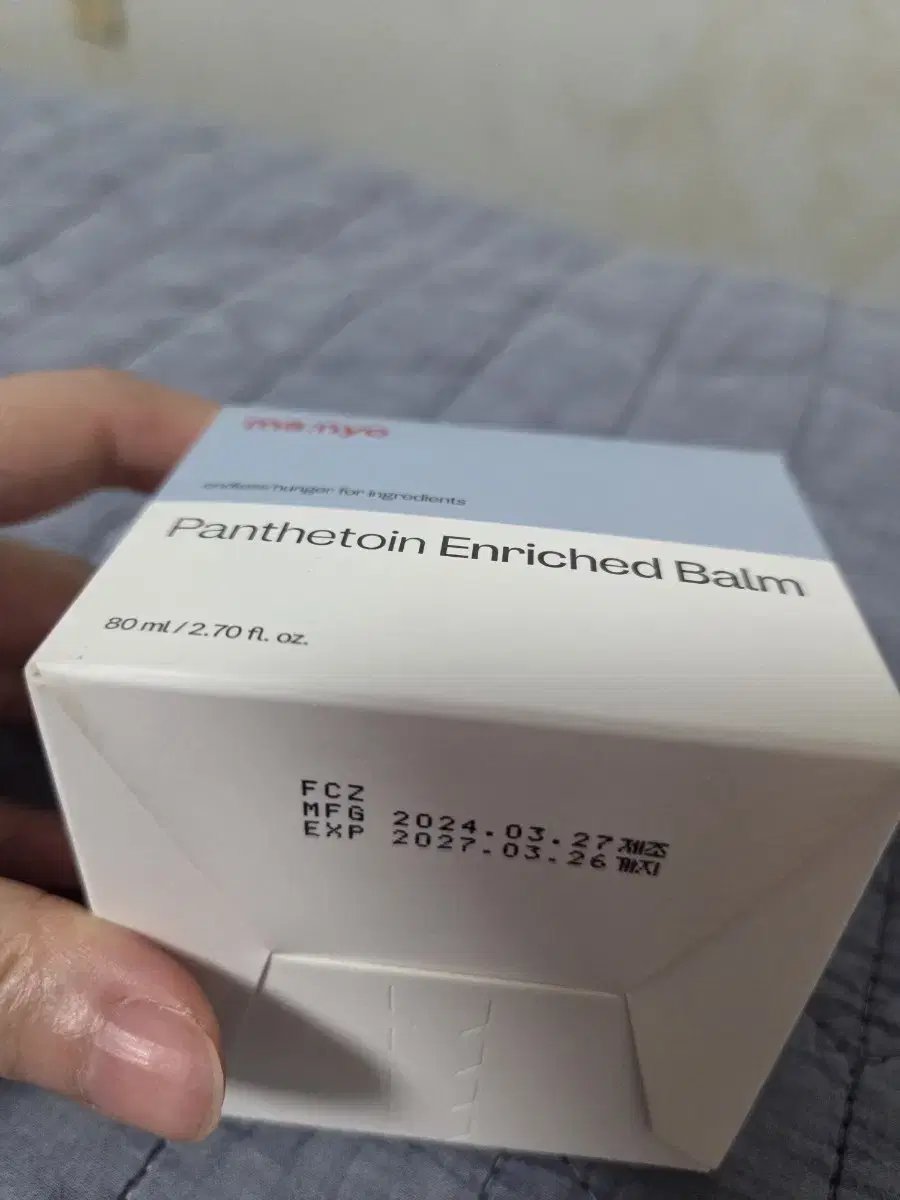 ma:nyo
endless hunger for ingredients
Panthetoin Enriched Balm
80 ml / 2.70 fl. oz.
FCZ
MFG 2024.03.27 제조
EXP 2027.03.26 까지